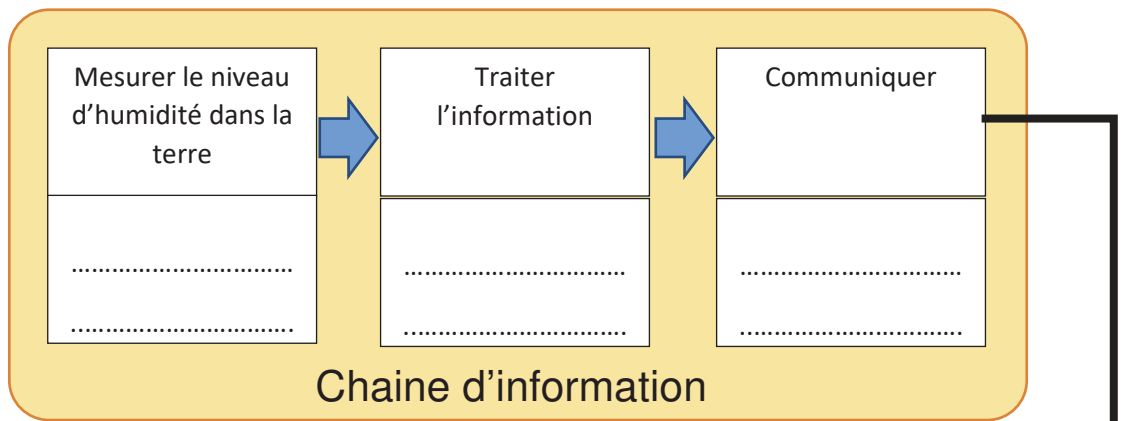 Mesurer le niveau
d’humidité dans la
terre
……………………………
..………………………….
Traiter
l’information
……………………………
..………………………….
Communiquer
……………………………
..………………………….
Chaine d’information